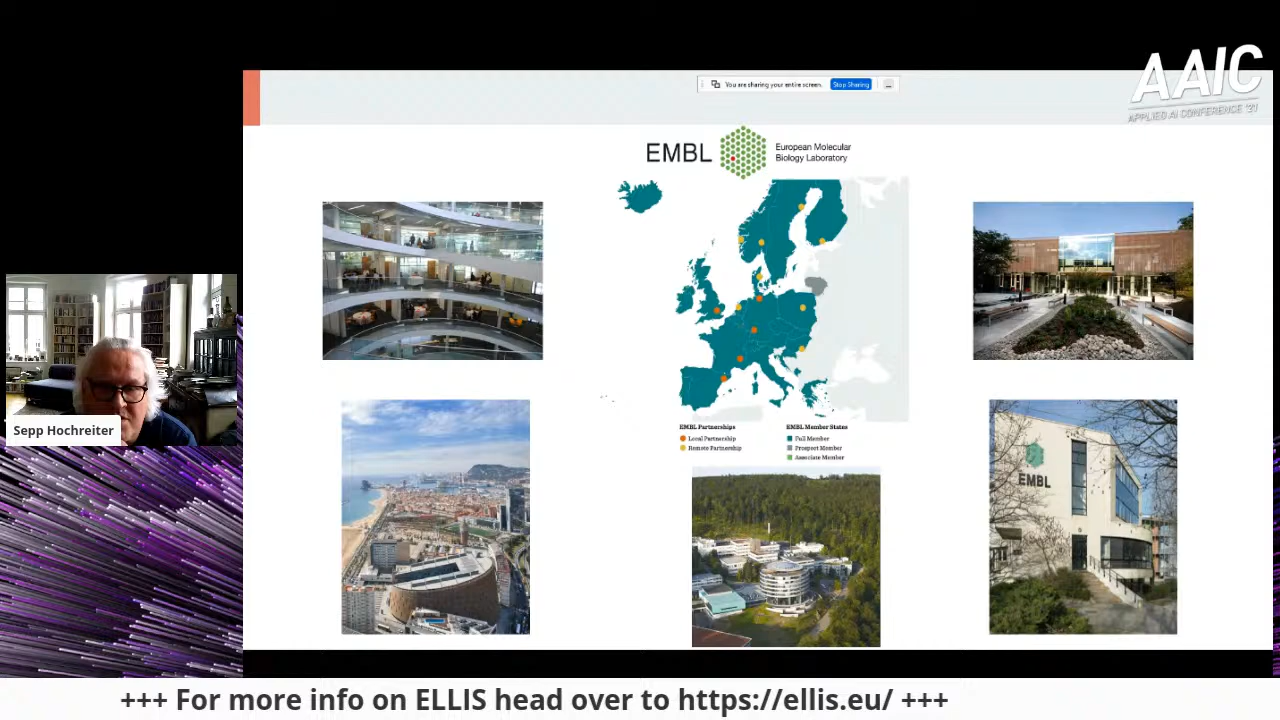 AAIC
APPLIED AI CONFERENCE '21
You are sharing your entire screen.
Stop Sharing
EMBL
European Molecular
Biology Laboratory
EMBL Partnerships
Local Partnership
Remote Partnership
EMBL Member States
Full Member
Prospect Member
Associate Member
Sepp Hochreiter
EMBL
+++ For more info on ELLIS head over to https://ellis.eu/ +++